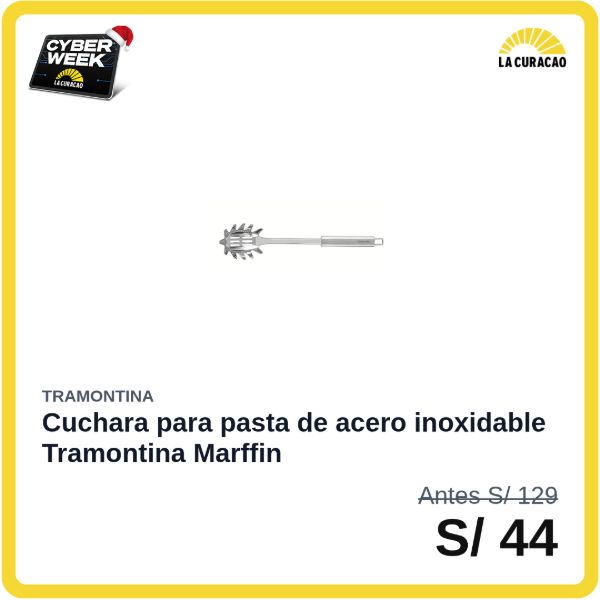 CYBER
WEEK
LA CURACAO
LA CURACAO
TRAMONTINA
Cuchara para pasta de acero inoxidable
Tramontina Marffin
Antes S/ 129
S/ 44